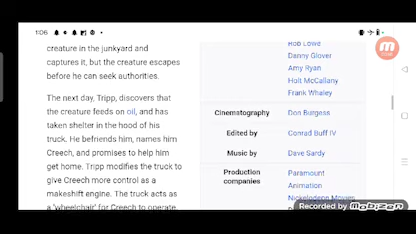 1:06
creature in the junkyard and
captures it, but the creature escapes
before he can seek authorities.
The next day, Tripp, discovers that
the creature feeds on oil, and has
taken shelter in the hood of his
truck. He befriends him, names him
Creech, and promises to help him
get home. Tripp modifies the truck to
give Creech more control as a
makeshift engine. The truck acts as
a 'wheelchair' for Creech to operate,
Rob Lowe
Danny Glover
Amy Ryan
Holt McCallany
Frank Whaley
Cinematography Don Burgess
Edited by Conrad Buff IV
Music by Dave Sardy
Production Paramount
companies Animation
Nickelodeon Movies
Recorded by Mobizen